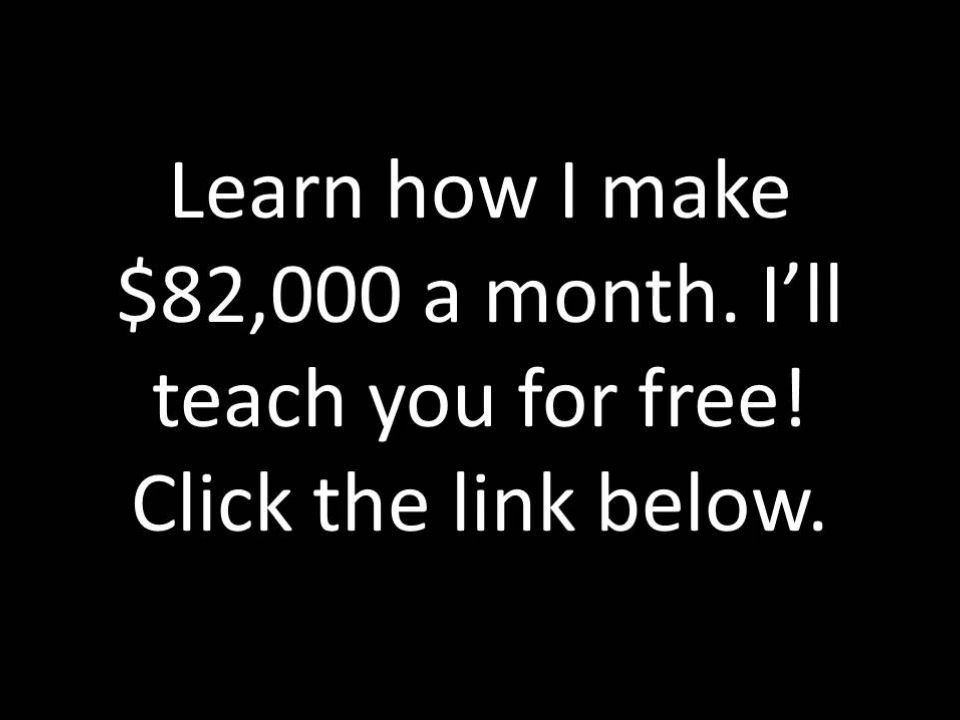 Learn how I make
$82,000 a month. I’ll
teach you for free!
Click the link below.